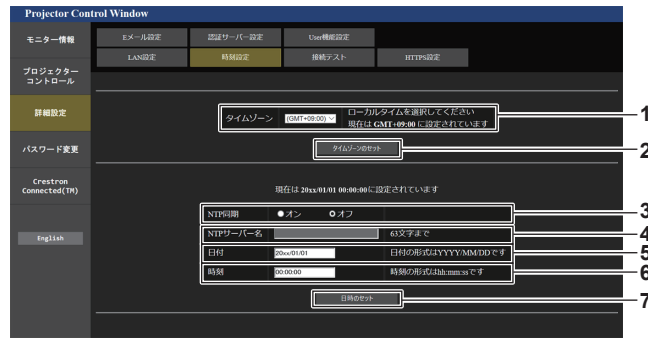 Projector Control Window
モニター情報
プロジェクター
コントロール
詳細設定
パスワード変更
Crestron
Connected(TM)
English
Eメール設定
認証サーバー設定
User機能設定
LAN設定
時刻設定
接続テスト
HTTPS設定
タイムゾーン
(GMT+09:00)
ローカルタイムを選択してください
現在は GMT+09:00 に設定されています
1
タイムゾーンのセット
2
現在は 20xx/01/01 00:00:00に設定されています
NTP同期 オン オフ
3
NTPサーバー名 63文字まで
4
日付 20xx/01/01 日付の形式はYYYY/MM/DDです
5
時刻 00:00:00 時刻の形式はhh:mm:ssです
6
日時のセット
7